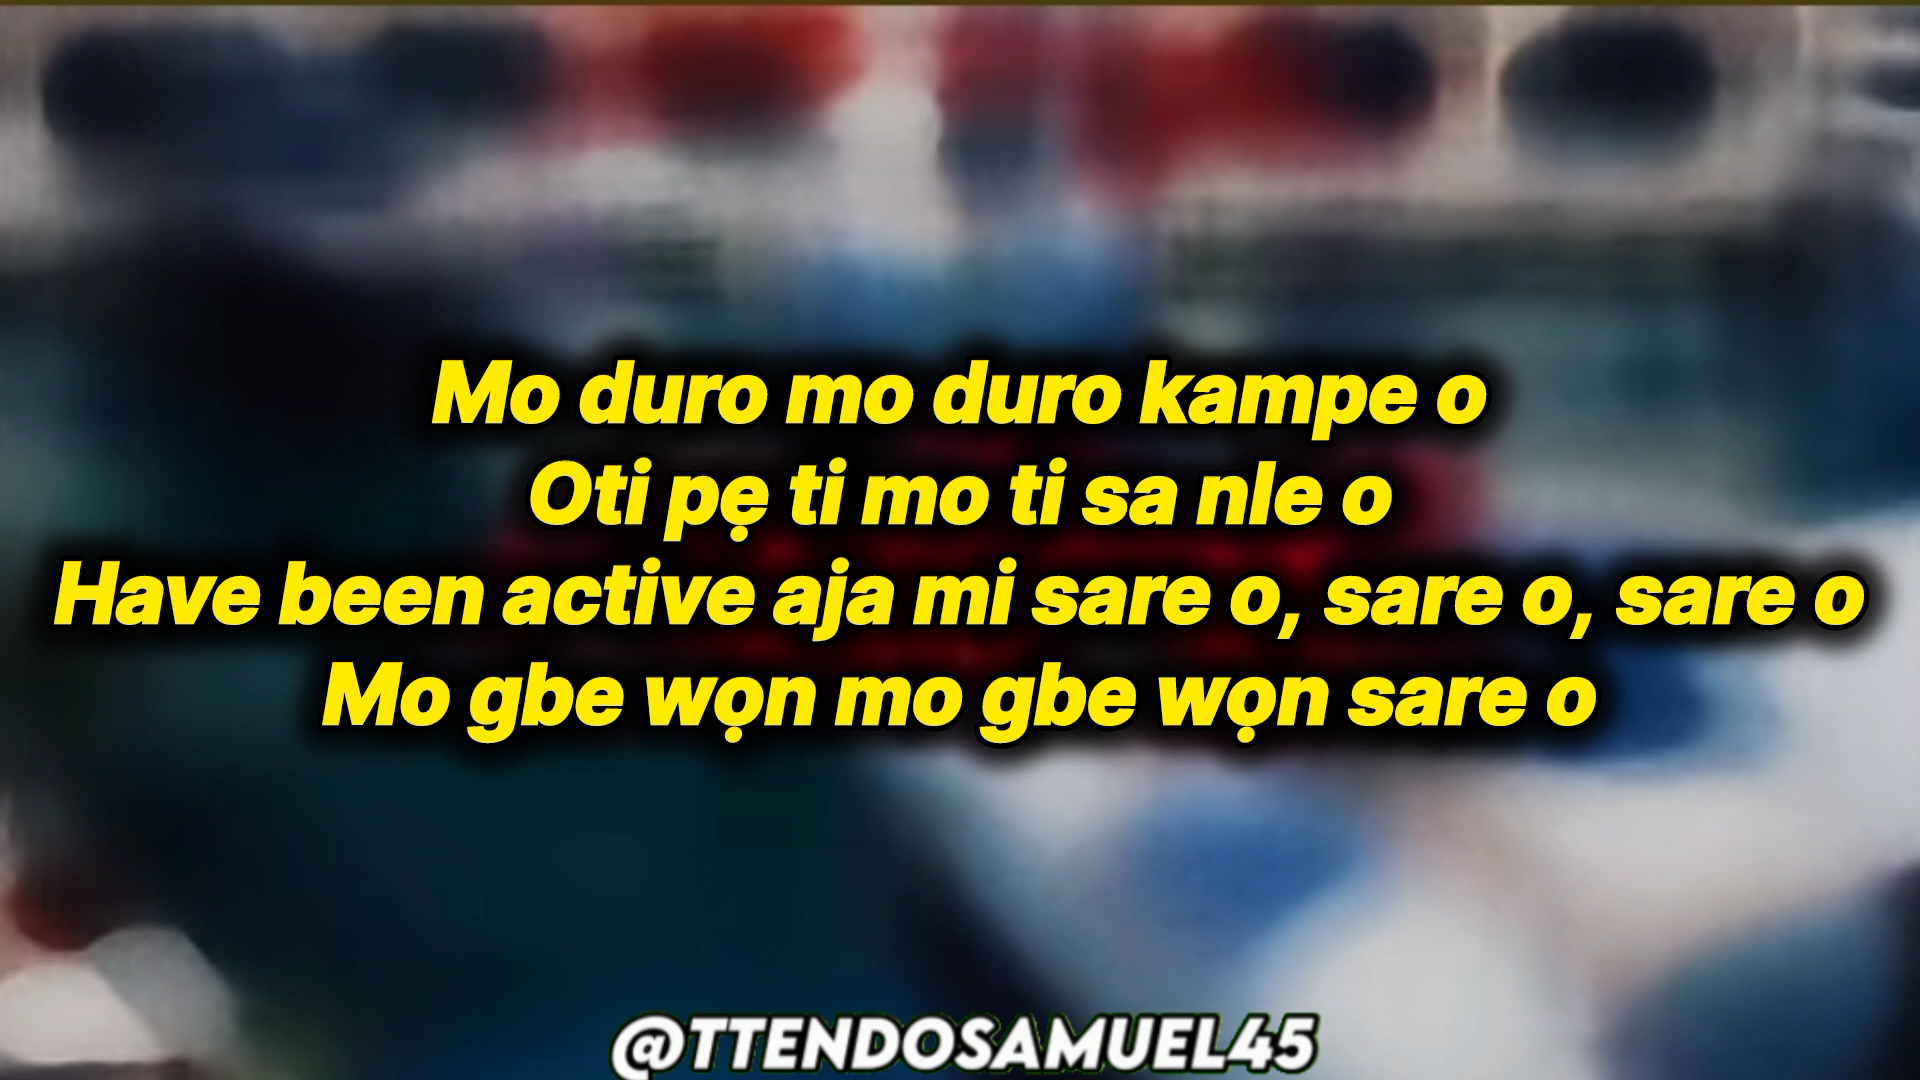 Mo duro mo duro kampe o
Oti pẹ ti mo ti sa nle o
Have been active aja mi sare o, sare o, sare o
Mo gbe wọn mo gbe wọn sare o
@TTENDOSAMUEL45